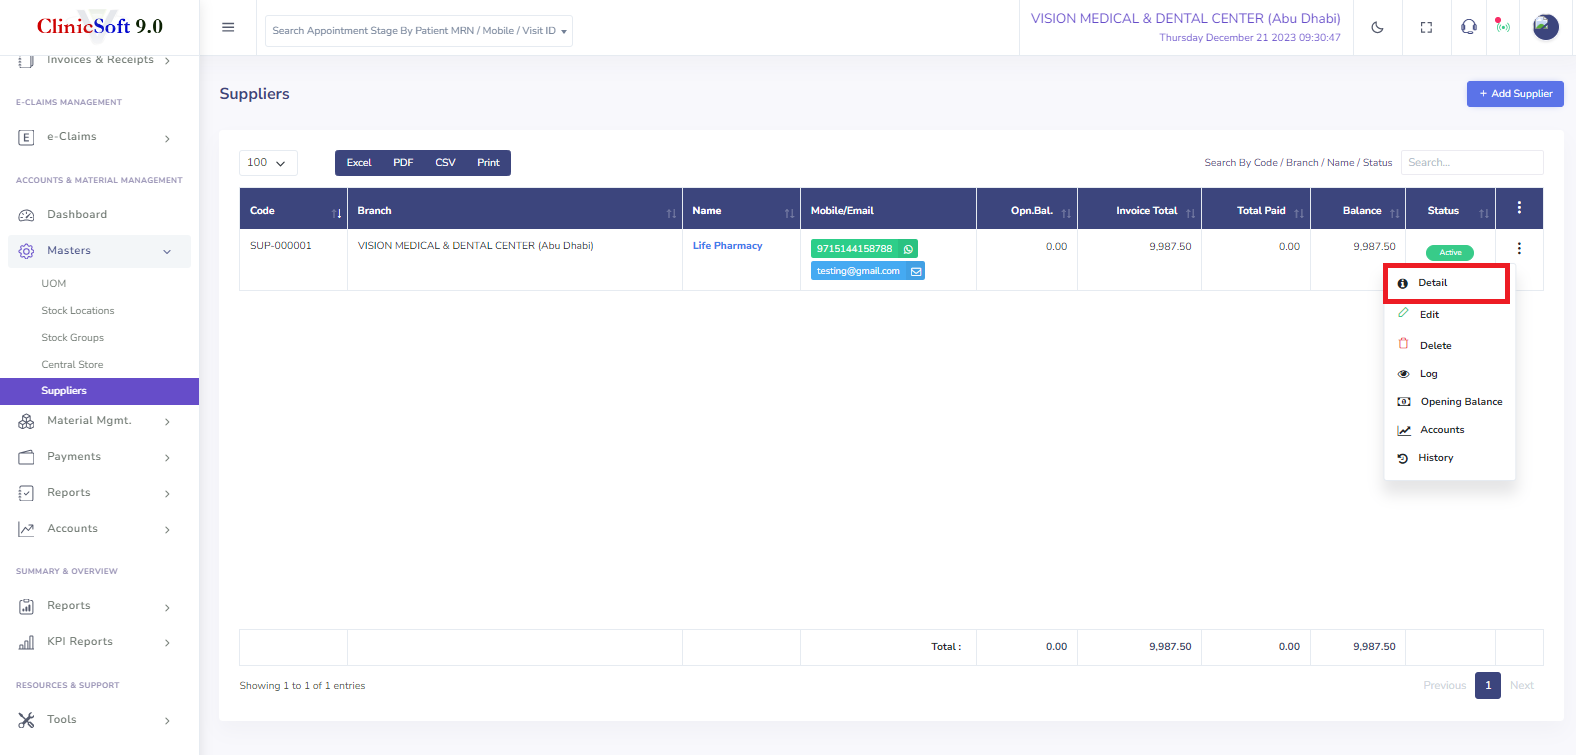 ClinicSoft 9.0
Search Appointment Stage By Patient MRN / Mobile / Visit ID
VISION MEDICAL & DENTAL CENTER (Abu Dhabi)
Thursday December 21 2023 09:30:47
Invoices & Receipts
E-CLAIMS MANAGEMENT
e-Claims
ACCOUNTS & MATERIAL MANAGEMENT
Dashboard
Masters
UOM
Stock Locations
Stock Groups
Central Store
Suppliers
Material Mgmt.
Payments
Reports
Accounts
SUMMARY & OVERVIEW
Reports
KPI Reports
RESOURCES & SUPPORT
Tools
Suppliers
+ Add Supplier
100
Excel PDF CSV Print
Search By Code / Branch / Name / Status Search...
Code Branch Name Mobile/Email Opn.Bal. Invoice Total Total Paid Balance Status
SUP-000001 VISION MEDICAL & DENTAL CENTER (Abu Dhabi) Life Pharmacy 9715144158788 0.00 9,987.50 0.00 9,987.50 Active
testing@gmail.com
Detail
Edit
Delete
Log
Opening Balance
Accounts
History
Total : 0.00 9,987.50 0.00 9,987.50
Showing 1 to 1 of 1 entries
Previous 1 Next